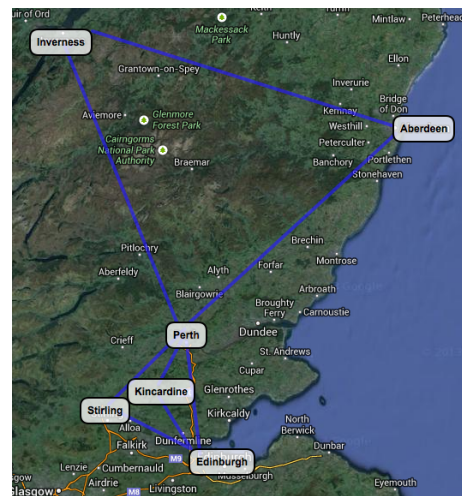 uir of Ord
Mackessack
Park
Huntly
Mintlaw
Peterhead
Inverness
Ellon
Grantown-on-Spey
Inverurie
Bridge
of Don
Kemnay
Westhill
Aviemore
Glenmore
Forest Park
Aberdeen
Peterculter
Cairngorms
National Park
Authority
Braemar
Banchory
Portlethen
Stonehaven
Pitlochry
Brechin
Aberfeldy
Alyth
Forfar
Montrose
Blairgowrie
Arbroath
Broughty
Ferry
Carnoustie
Perth
Dundee
Crieff
St. Andrews
Cupar
Kincardine
Glenrothes
Stirling
Kirkcaldy
Alloa
North
Berwick
Falkirk
Dunfermline
Dunbar
M9
Edinburgh
Lenzie
Cumbernauld
Musselburgh
Airdrie
Livingston
Eyemouth
M8